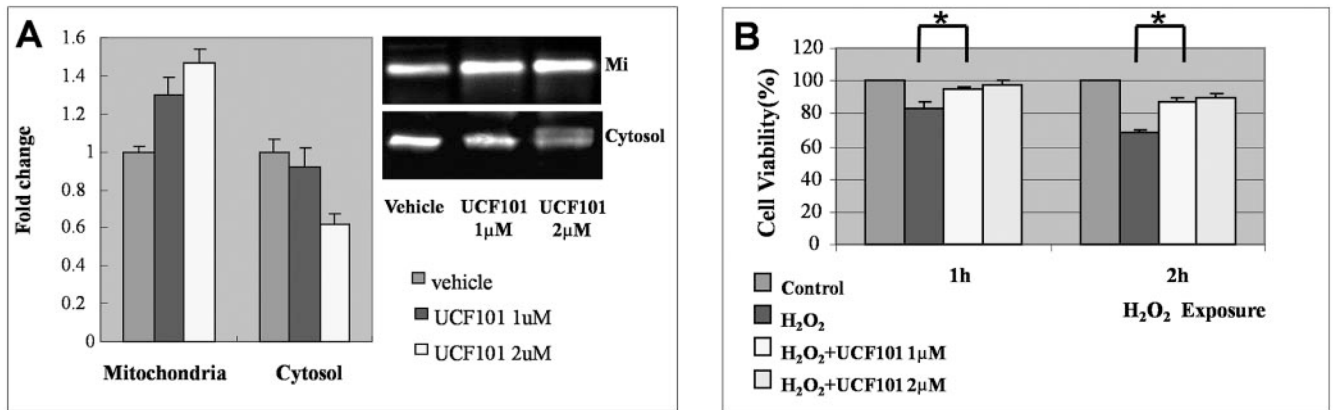 A
Fold change
1.6
1.4
1.2
1
0.8
0.6
0.4
0.2
0
Mitochondria Cytosol
Mi
Cytosol
Vehicle UCF101 UCF101
1μM 2μM
vehicle
UCF101 1uM
UCF101 2uM
B
Cell Viability(%)
120
100
80
60
40
20
0
* *
1h 2h
H₂O₂ Exposure
Control
H₂O₂
H₂O₂+UCF101 1μM
H₂O₂+UCF101 2μM